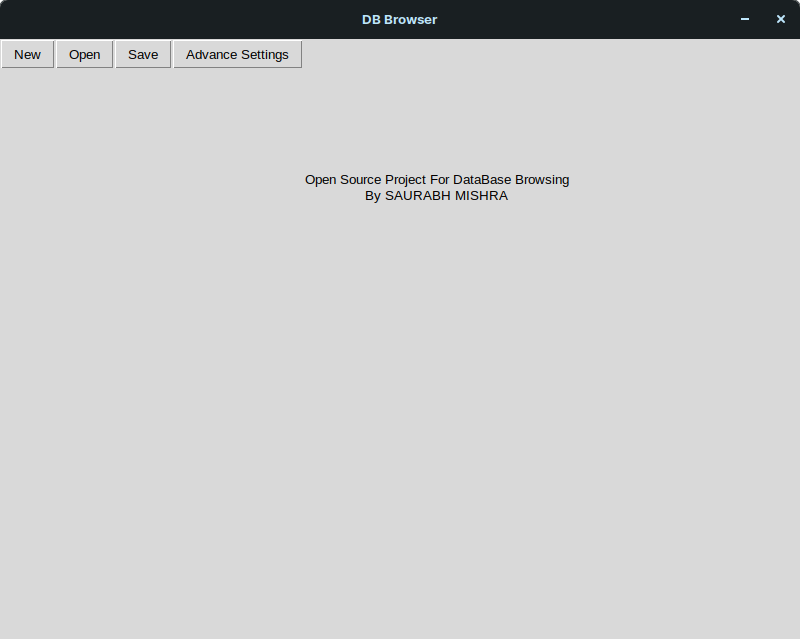 DB Browser
New Open Save Advance Settings
Open Source Project For DataBase Browsing
By SAURABH MISHRA